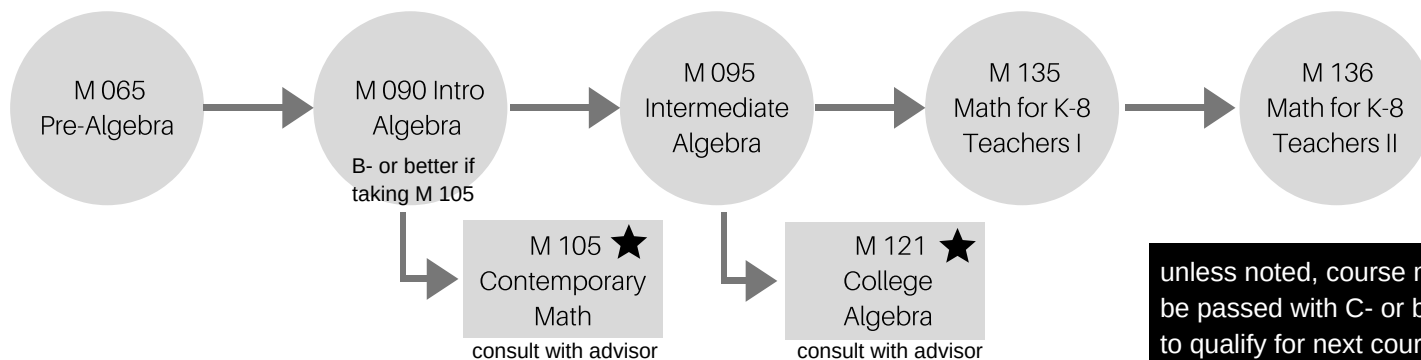 M 065
Pre-Algebra
M 090 Intro
Algebra
B- or better if
taking M 105
M 095
Intermediate
Algebra
M 135
Math for K-8
Teachers I
M 136
Math for K-8
Teachers II
M 105
Contemporary
Math
consult with advisor
M 121
College
Algebra
consult with advisor
unless noted, course
be passed with C- or
to qualify for next